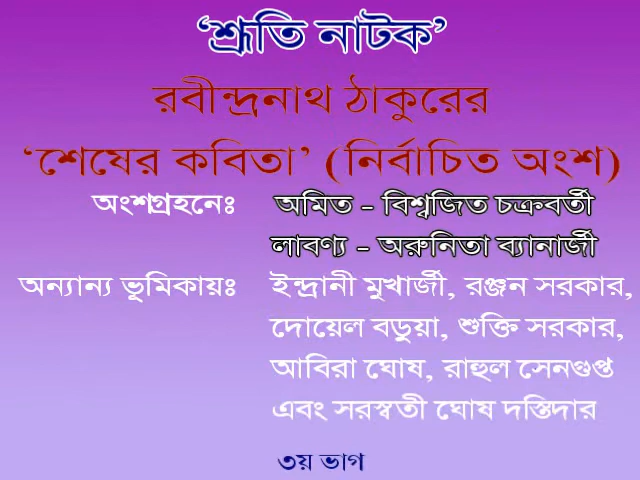 ‘শ্রূতি নাটক’
রবীন্দ্রনাথ ঠাকুরের
‘শেষের কবিতা’ (নির্বাচিত অংশ)
অংশগ্রহনেঃ অমিত - বিশ্বজিত চক্রবর্তী
লাবণ্য - অরুনিতা ব্যানার্জী
অন্যান্য ভূমিকায়ঃ ইন্দ্রানী মুখার্জী, রঞ্জন সরকার,
দোয়েল বড়ুয়া, শুক্তি সরকার,
আবিরা ঘোষ, রাহুল সেনগুপ্ত
এবং সরস্বতী ঘোষ দস্তিদার
৩য় ভাগ